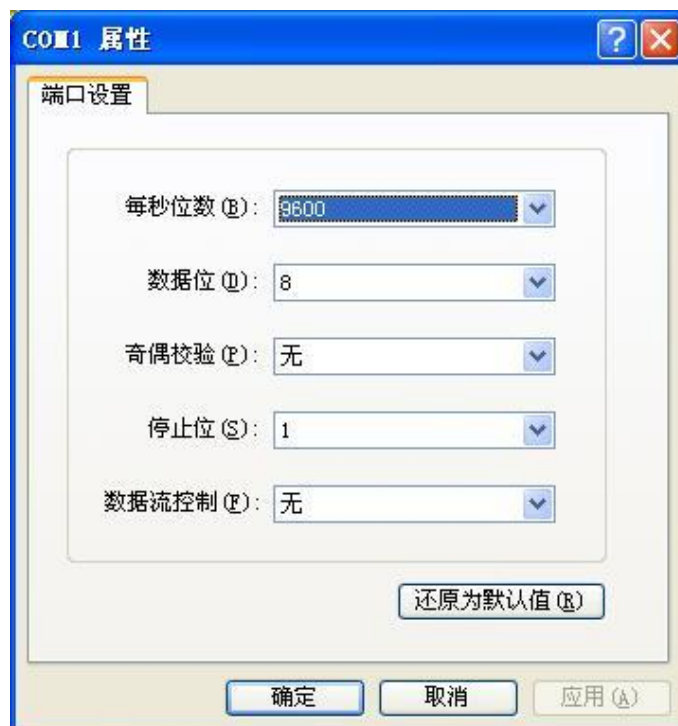 COM1 属性
端口设置
每秒位数(B): 9600
数据位(D): 8
奇偶校验(P): 无
停止位(S): 1
数据流控制(F): 无
还原为默认值(R)
确定 取消 应用(A)